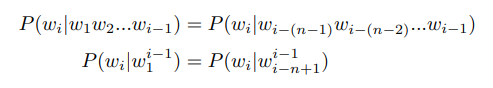 P(w_i|w_1w_2...w_{i−1}) = P(w_i|w_{i−(n−1)}w_{i−(n−2)}...w_{i−1})
P(w_i|w_1^{i−1}) = P(w_i|w_{i−n+1}^{i−1})